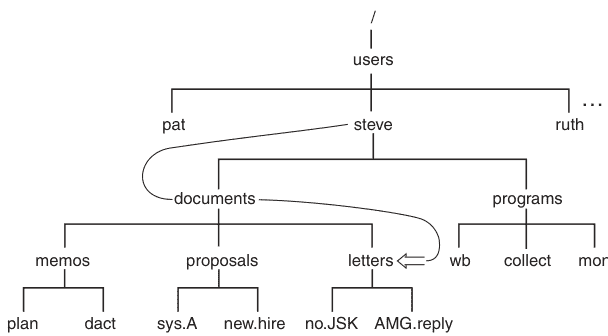 /
users
pat steve ruth ...
documents programs
memos proposals letters wb collect mon
plan dact sys.A new.hire no.JSK AMG.reply